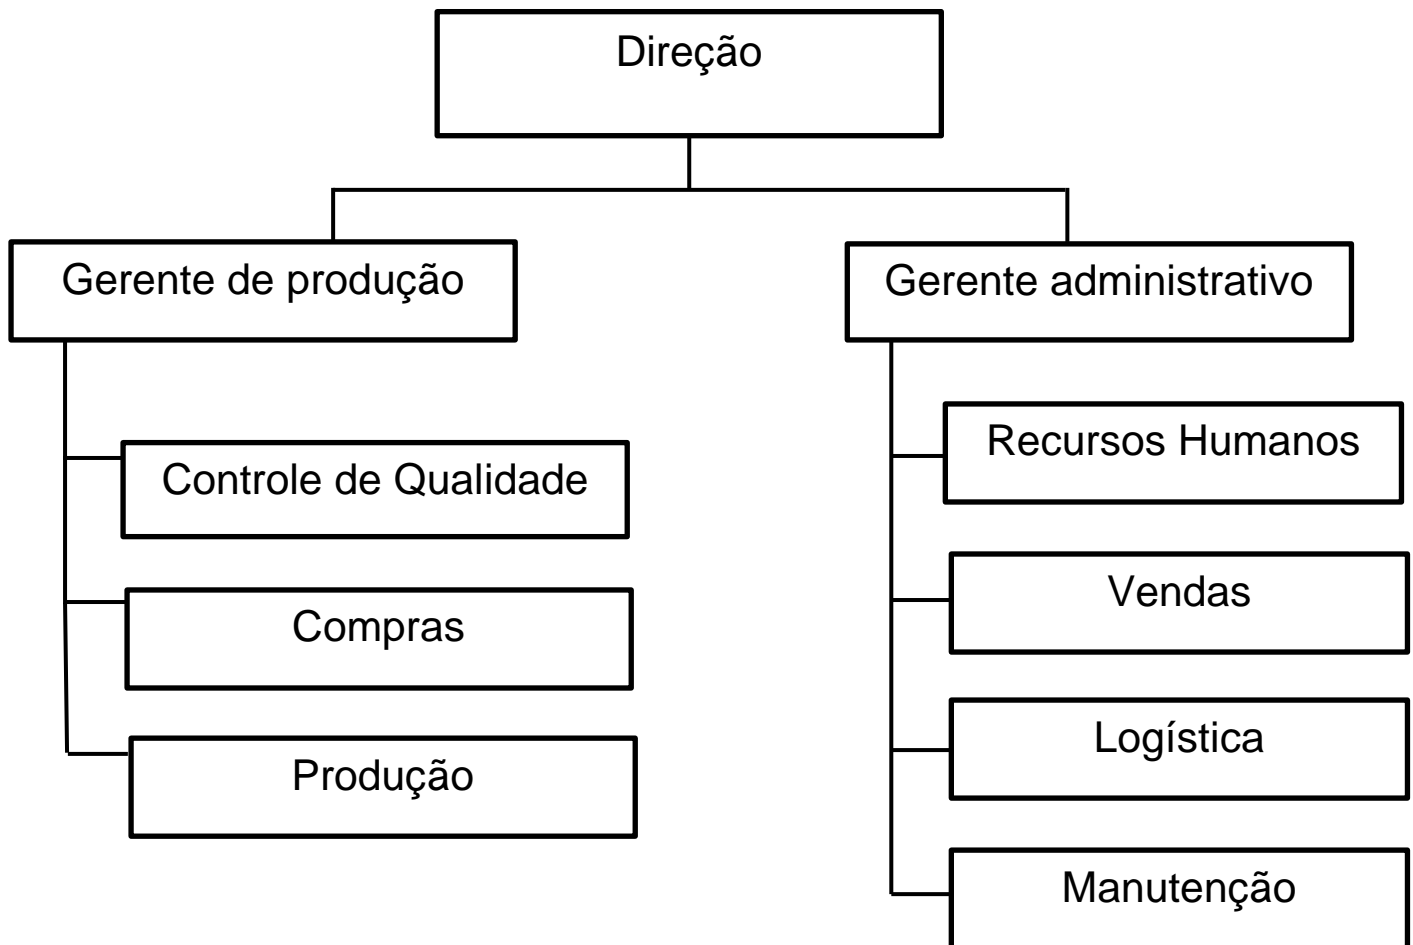 Direção
Gerente de produção
Gerente administrativo
Controle de Qualidade
Compras
Produção
Recursos Humanos
Vendas
Logística
Manutenção